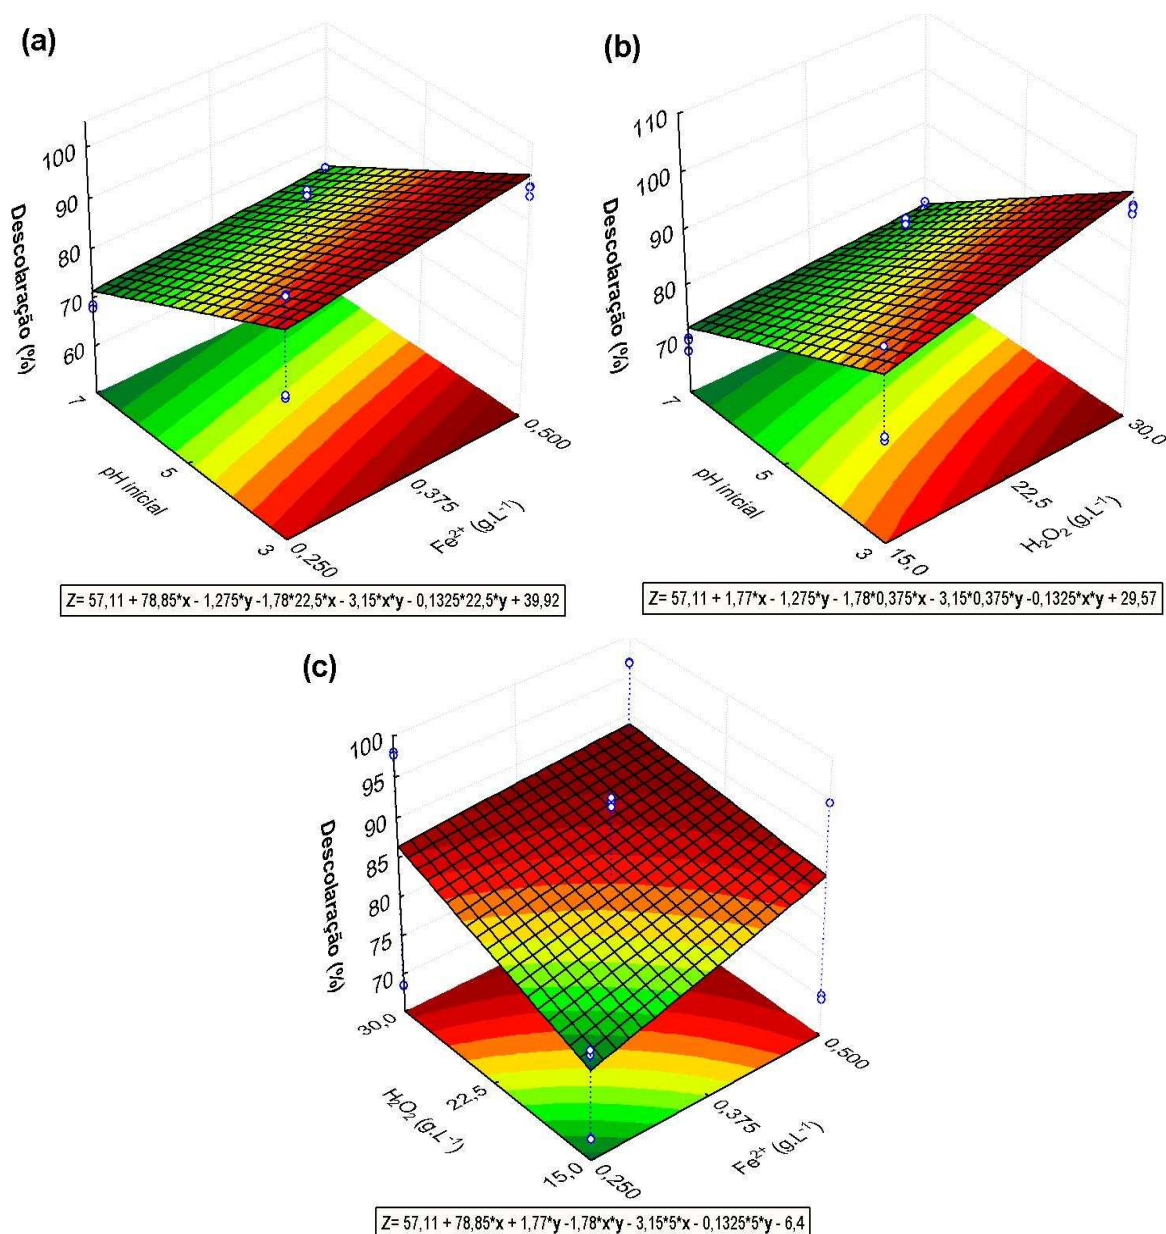 (a)
100
90
80
70
60
Descoloração (%)
7
5
3
pH inicial
0,250
0,375
0,500
Fe²⁺ (g.L⁻¹)
Z= 57,11 + 78,85*x - 1,275*y -1,78*22,5*x - 3,15*x*y - 0,1325*22,5*y + 39,92
(b)
110
100
90
80
70
Descoloração (%)
7
5
3
pH inicial
15,0
22,5
30,0
H₂O₂ (g.L⁻¹)
Z= 57,11 + 1,77*x - 1,275*y - 1,78*0,375*x - 3,15*0,375*y -0,1325*x*y + 29,57
(c)
100
95
90
85
80
75
70
Descoloração (%)
30,0
22,5
15,0
H₂O₂ (g.L⁻¹)
0,250
0,375
0,500
Fe²⁺ (g.L⁻¹)
Z= 57,11 + 78,85*x + 1,77*y -1,78*x*y - 3,15*5*x - 0,1325*5*y - 6,4